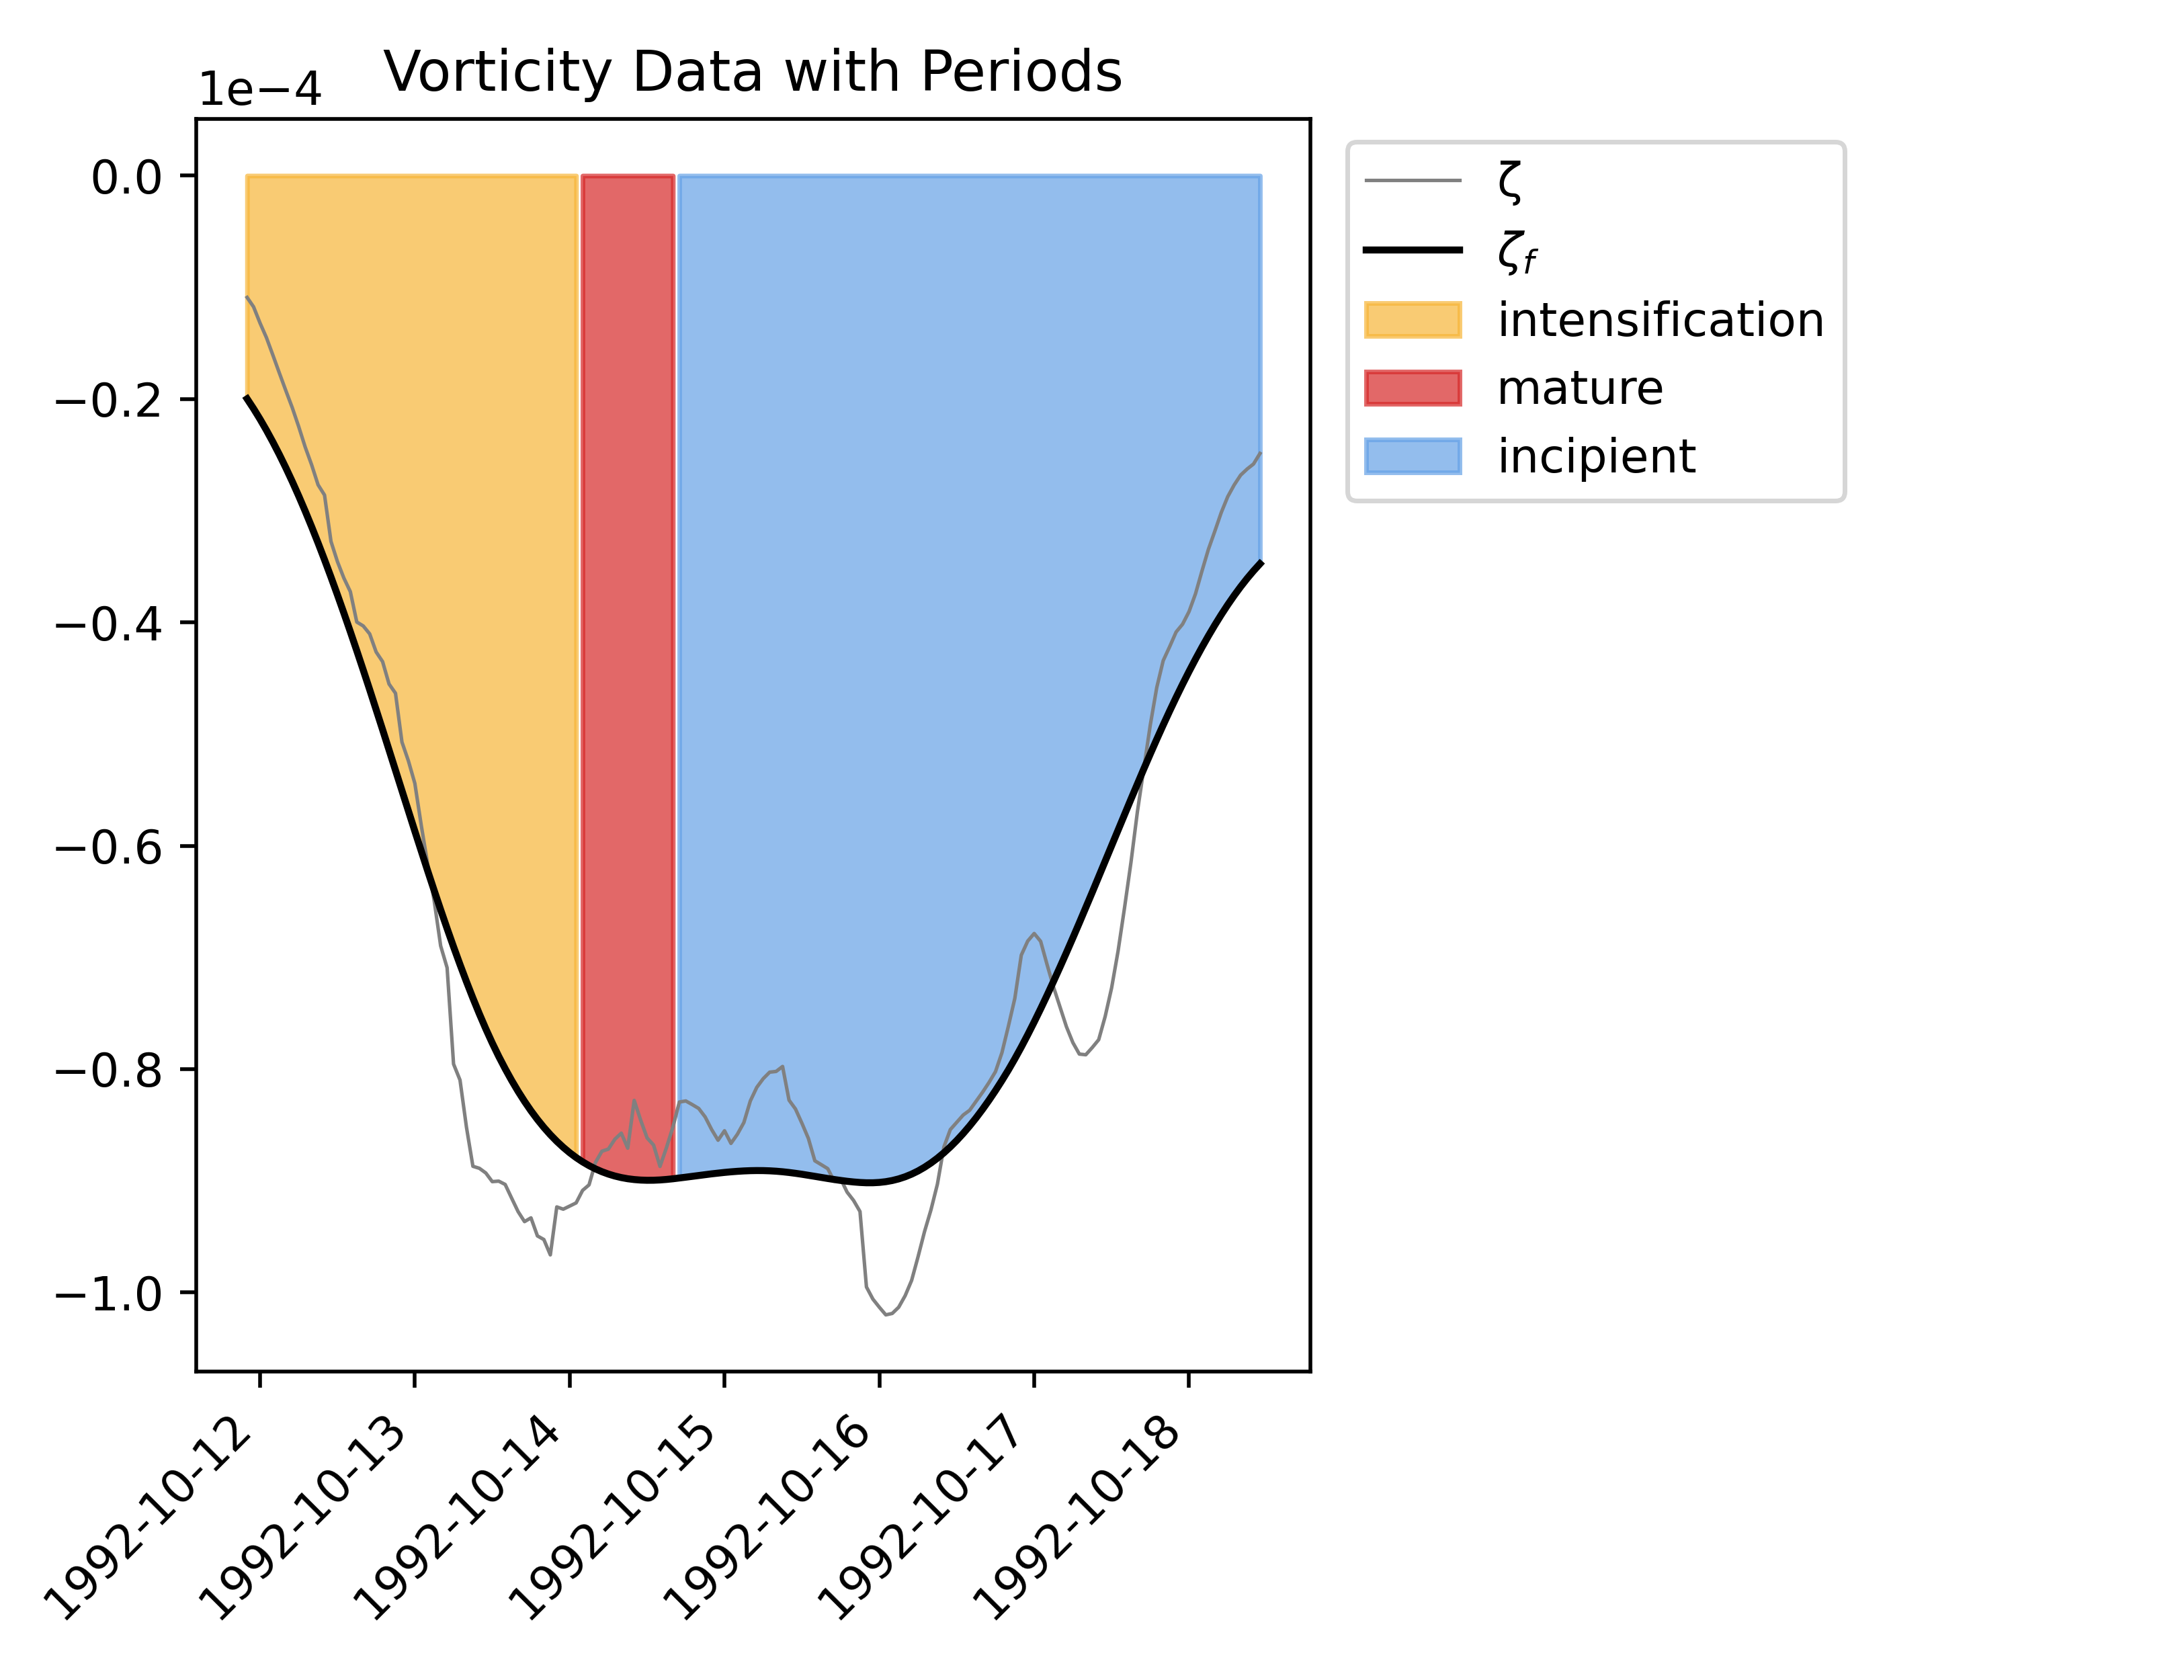 Vorticity Data with Periods
1e−4
0.0
−0.2
−0.4
−0.6
−0.8
−1.0
1992-10-12
1992-10-13
1992-10-14
1992-10-15
1992-10-16
1992-10-17
1992-10-18
ζ
ζf
intensification
mature
incipient